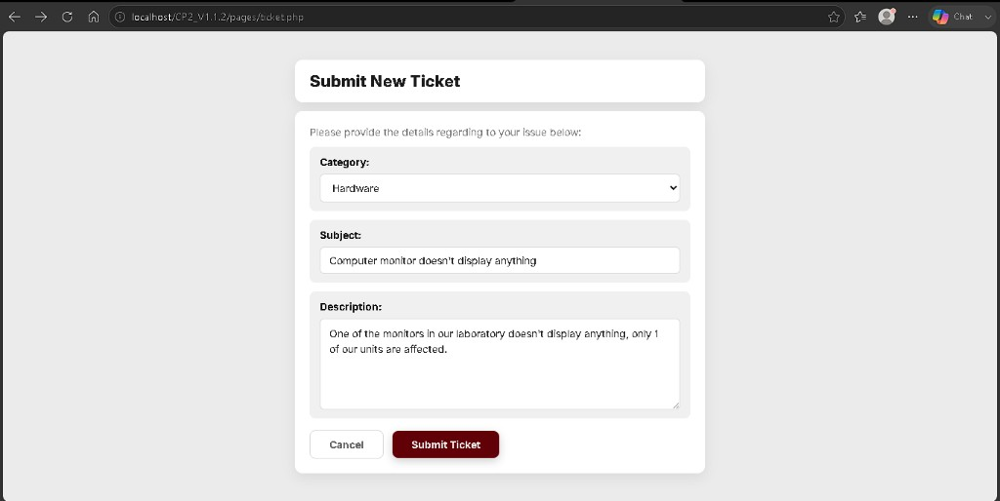 localhost/CP2_V1.1.2/pages/ticket.php
Chat
Submit New Ticket
Please provide the details regarding to your issue below:
Category:
Hardware
Subject:
Computer monitor doesn't display anything
Description:
One of the monitors in our laboratory doesn't display anything, only 1
of our units are affected.
Cancel
Submit Ticket